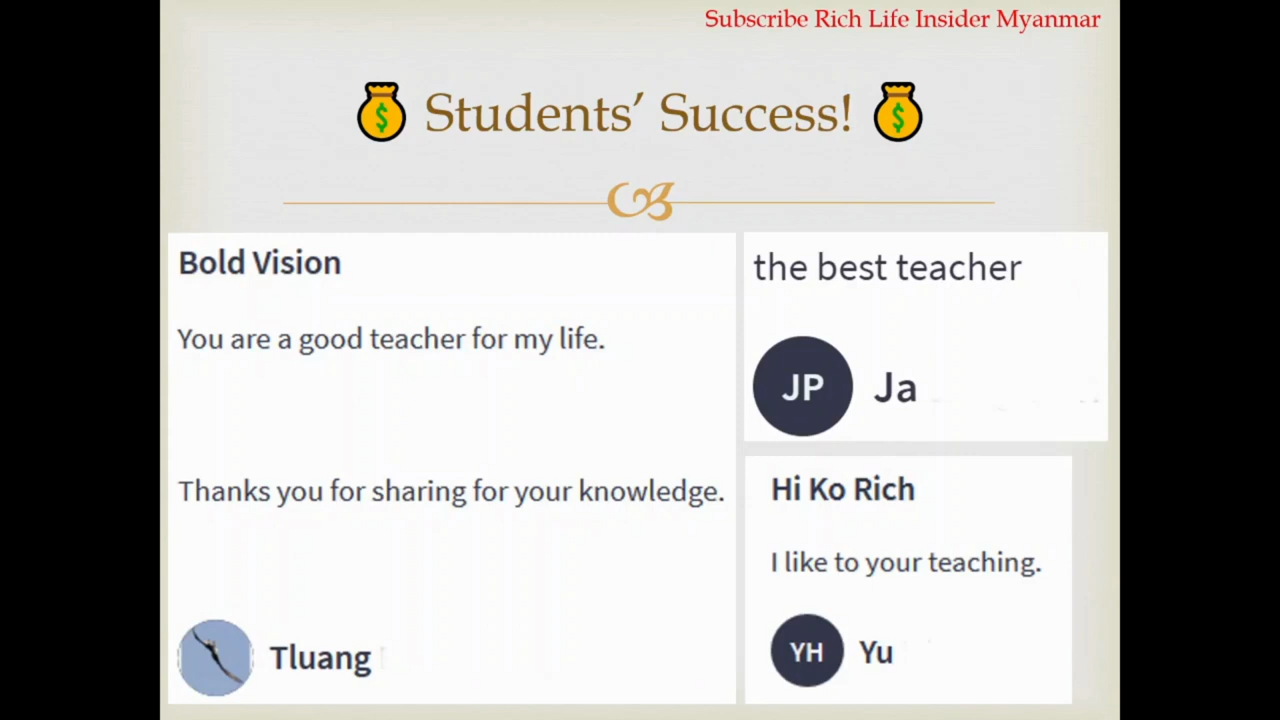 Subscribe Rich Life Insider Myanmar
Students’ Success!
Bold Vision
You are a good teacher for my life.
Thanks you for sharing for your knowledge.
Tluang
the best teacher
JP
Ja
Hi Ko Rich
I like to your teaching.
YH
Yu